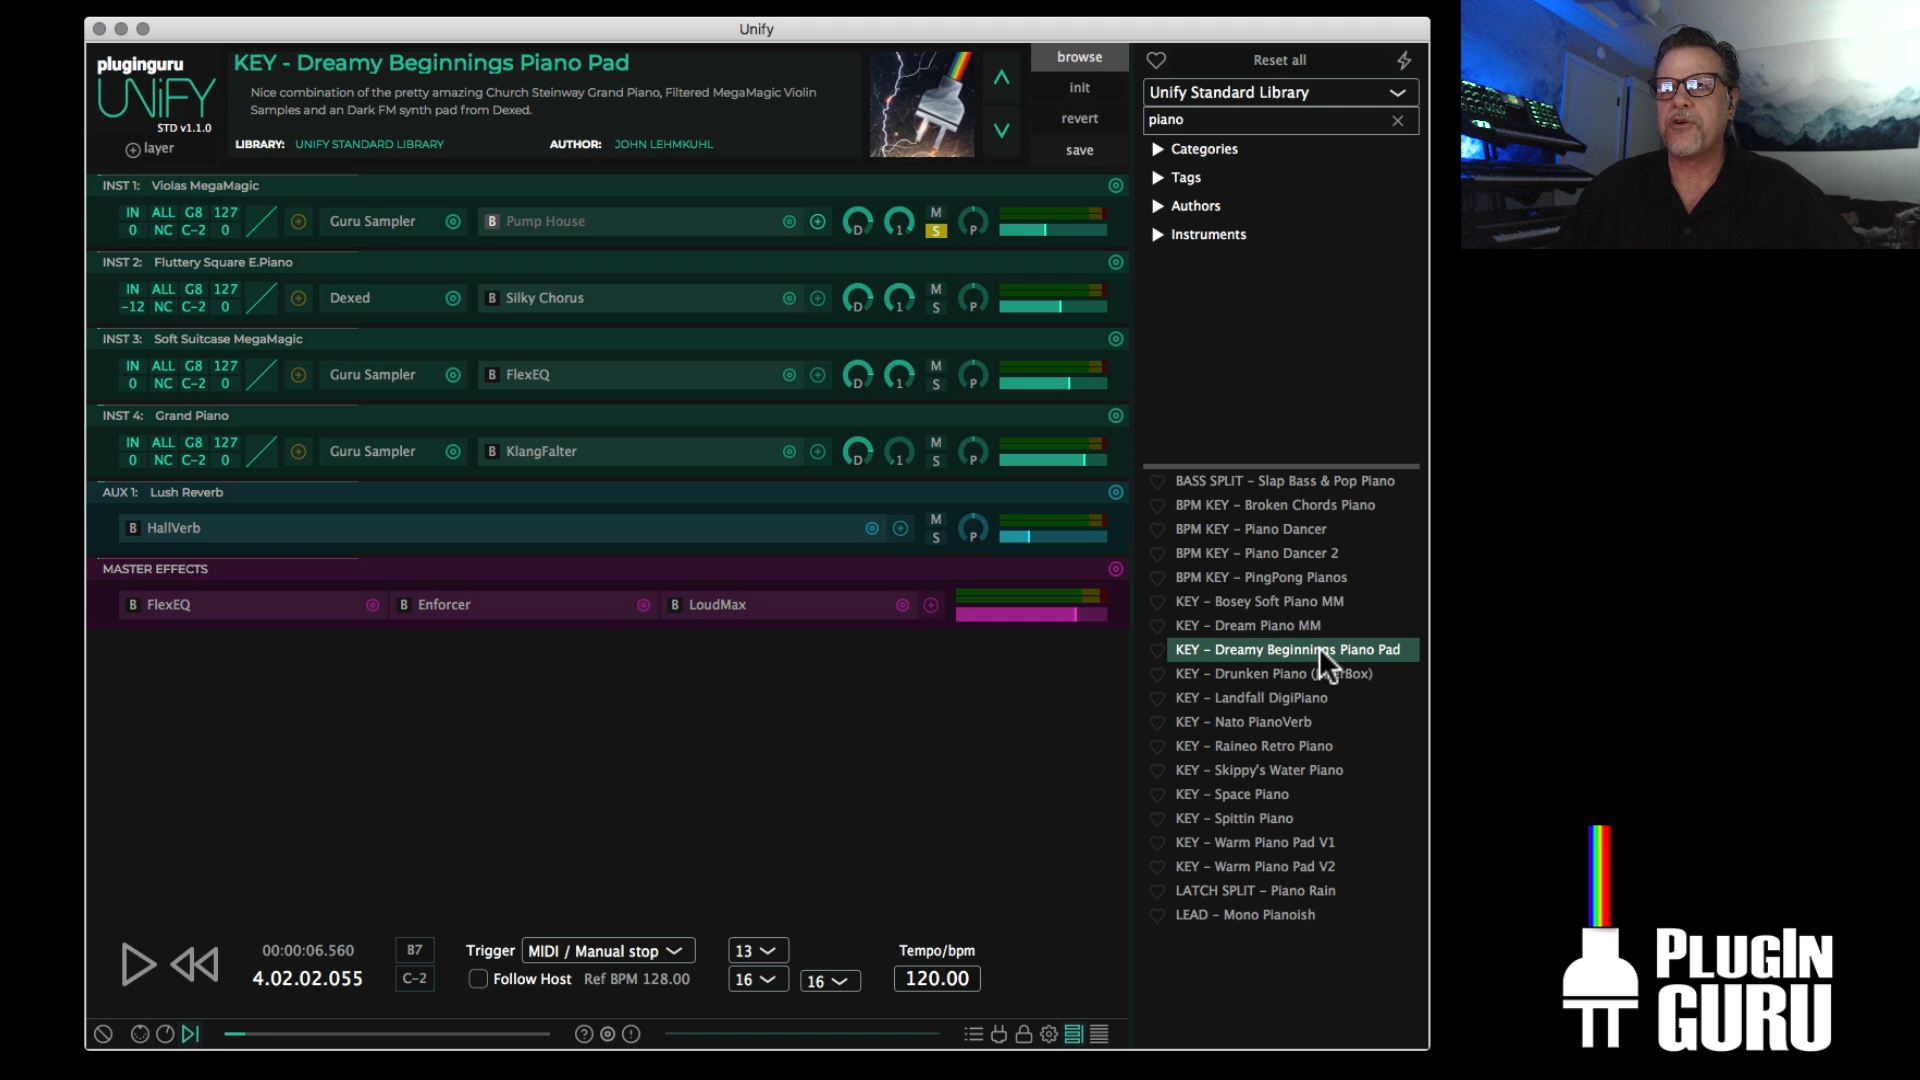 Unify
pluginguru
UNiFY
STD v1.1.0
layer
KEY - Dreamy Beginnings Piano Pad
Nice combination of the pretty amazing Church Steinway Grand Piano, Filtered MegaMagic Violin
Samples and an Dark FM synth pad from Dexed.
LIBRARY: UNIFY STANDARD LIBRARY AUTHOR: JOHN LEHMKUHL
browse
init
revert
save
Reset all
Unify Standard Library
piano
Categories
Tags
Authors
Instruments
INST 1: Violas MegaMagic
IN ALL G8 127
0 NC C-2 0
Guru Sampler
B Pump House
D 1 M S P
INST 2: Fluttery Square E.Piano
IN ALL G8 127
-12 NC C-2 0
Dexed
B Silky Chorus
D 1 M S P
INST 3: Soft Suitcase MegaMagic
IN ALL G8 127
0 NC C-2 0
Guru Sampler
B FlexEQ
D 1 M S P
INST 4: Grand Piano
IN ALL G8 127
0 NC C-2 0
Guru Sampler
B KlangFalter
D 1 M S P
AUX 1: Lush Reverb
B HallVerb
M S P
MASTER EFFECTS
B FlexEQ B Enforcer B LoudMax
BASS SPLIT - Slap Bass & Pop Piano
BPM KEY - Broken Chords Piano
BPM KEY - Piano Dancer
BPM KEY - Piano Dancer 2
BPM KEY - PingPong Pianos
KEY - Bosey Soft Piano MM
KEY - Dream Piano MM
KEY - Dreamy Beginnings Piano Pad
KEY - Drunken Piano
KEY - Landfall DigiPiano
KEY - Nato PianoVerb
KEY - Raineo Retro Piano
KEY - Skippy's Water Piano
KEY - Space Piano
KEY - Spittin Piano
KEY - Warm Piano Pad V1
KEY - Warm Piano Pad V2
LATCH SPLIT - Piano Rain
LEAD - Mono Pianoish
00:00:06.560
4.02.02.055
B7
C-2
Trigger MIDI / Manual stop
Follow Host Ref BPM 128.00
13
16 16
Tempo/bpm
120.00
PLUGIN
GURU